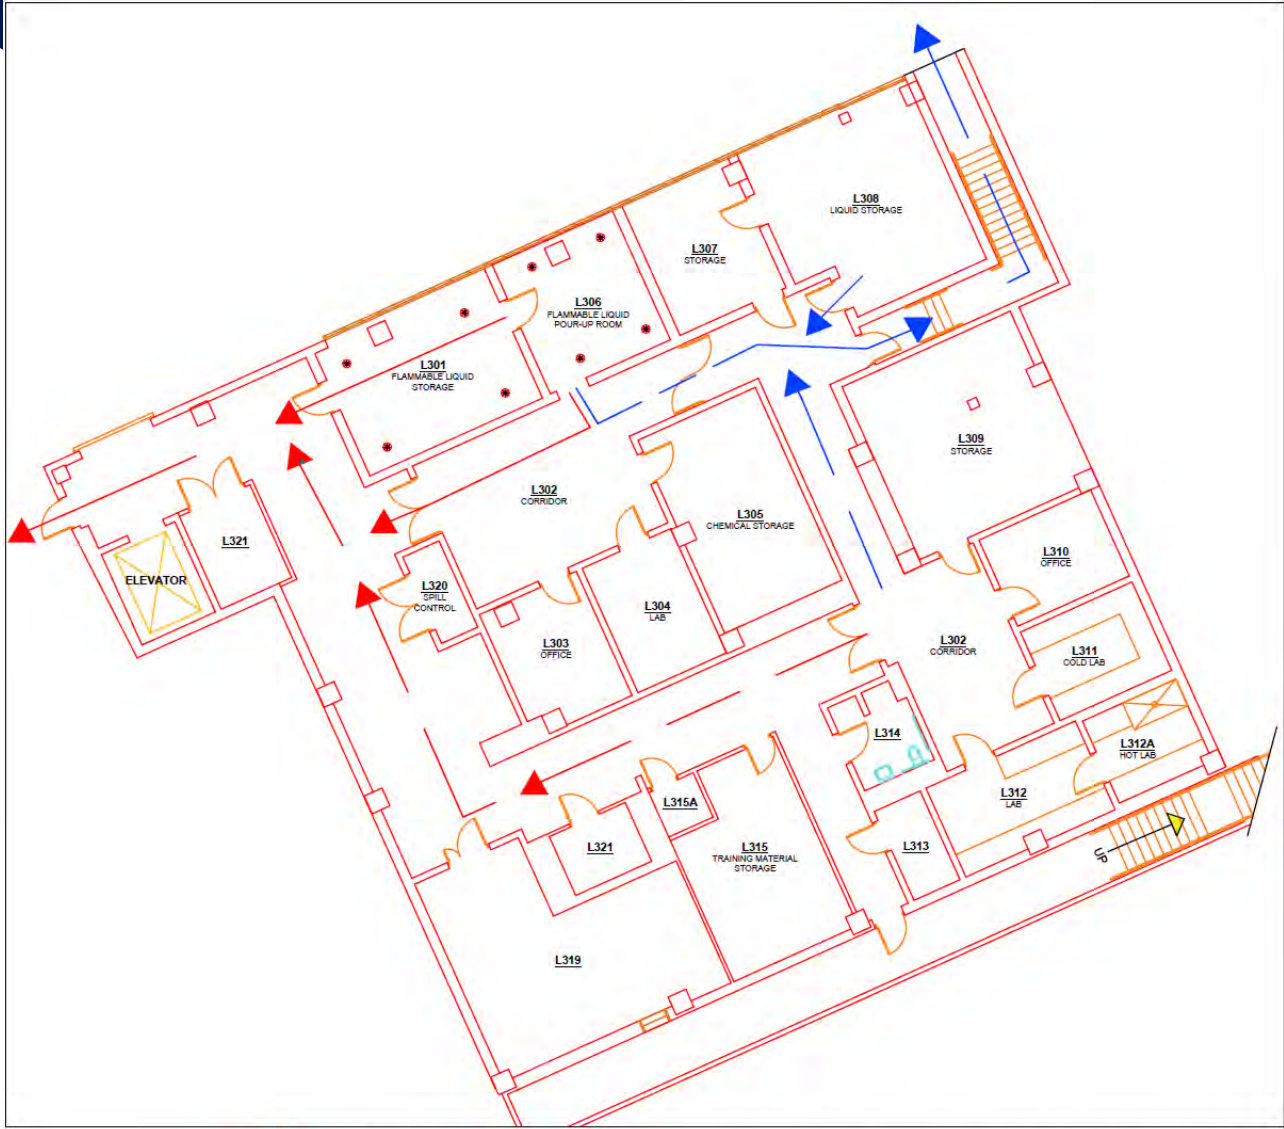 L308
LIQUID STORAGE
L307
STORAGE
L306
FLAMMABLE LIQUID
POUR-UP ROOM
L301
FLAMMABLE LIQUID
STORAGE
L309
STORAGE
L302
CORRIDOR
L305
CHEMICAL STORAGE
L321
L310
OFFICE
ELEVATOR
L320
SPILL
CONTROL
L304
LAB
L303
OFFICE
L302
CORRIDOR
L311
COLD LAB
L314
L312A
HOT LAB
L312
LAB
L315A
L321
L315
TRAINING MATERIAL
STORAGE
L313
UP
L319